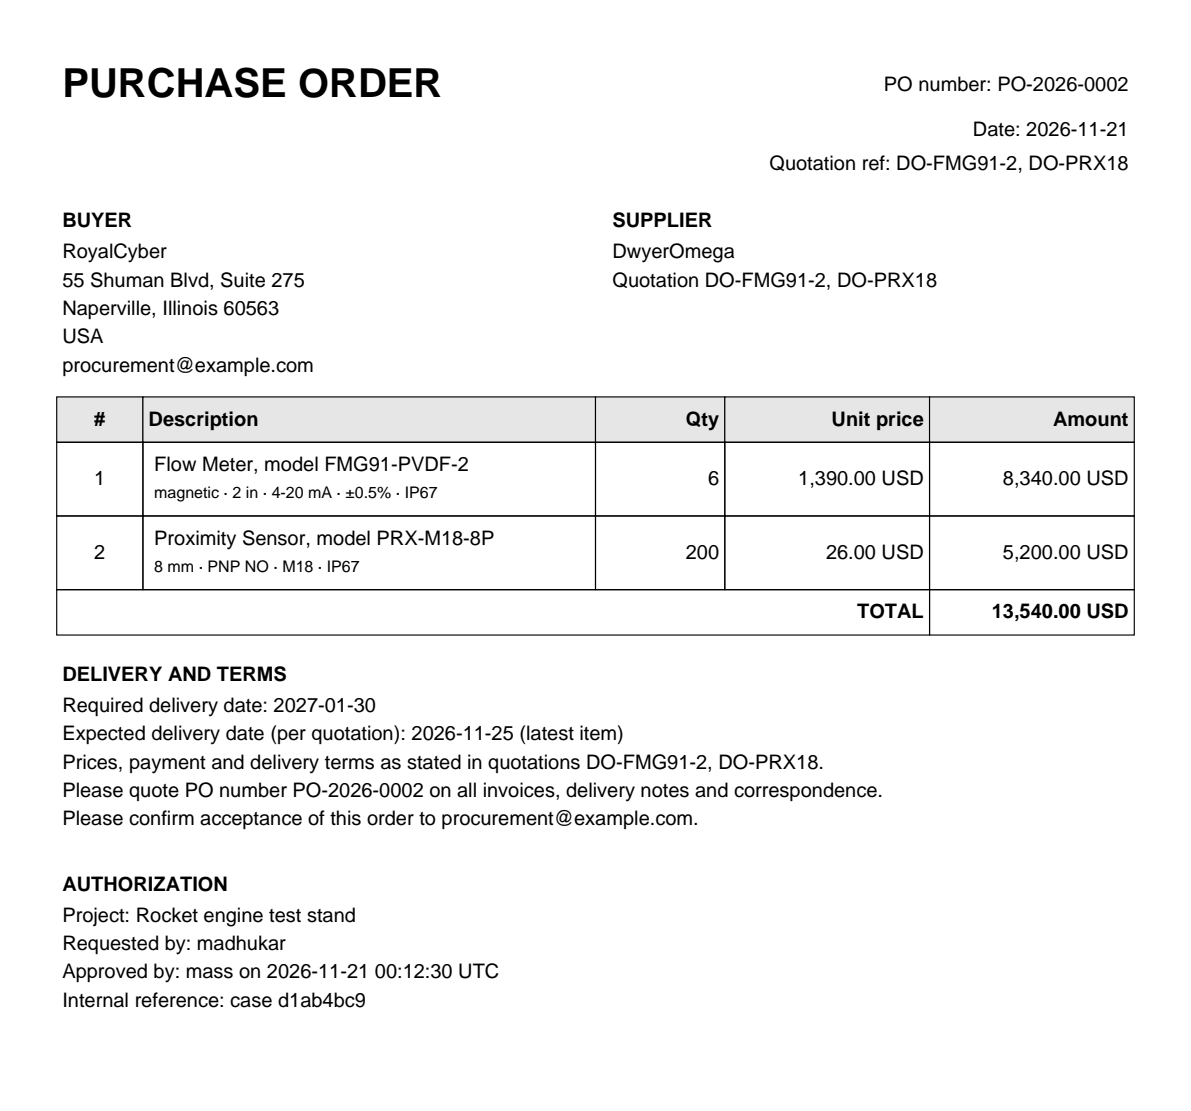 PURCHASE ORDER
PO number: PO-2026-0002
Date: 2026-11-21
Quotation ref: DO-FMG91-2, DO-PRX18
BUYER
RoyalCyber
55 Shuman Blvd, Suite 275
Naperville, Illinois 60563
USA
procurement@example.com
SUPPLIER
DwyerOmega
Quotation DO-FMG91-2, DO-PRX18
# Description Qty Unit price Amount
1 Flow Meter, model FMG91-PVDF-2 6 1,390.00 USD 8,340.00 USD
magnetic · 2 in · 4-20 mA · ±0.5% · IP67
2 Proximity Sensor, model PRX-M18-8P 200 26.00 USD 5,200.00 USD
8 mm · PNP NO · M18 · IP67
TOTAL 13,540.00 USD
DELIVERY AND TERMS
Required delivery date: 2027-01-30
Expected delivery date (per quotation): 2026-11-25 (latest item)
Prices, payment and delivery terms as stated in quotations DO-FMG91-2, DO-PRX18.
Please quote PO number PO-2026-0002 on all invoices, delivery notes and correspondence.
Please confirm acceptance of this order to procurement@example.com.
AUTHORIZATION
Project: Rocket engine test stand
Requested by: madhukar
Approved by: mass on 2026-11-21 00:12:30 UTC
Internal reference: case d1ab4bc9